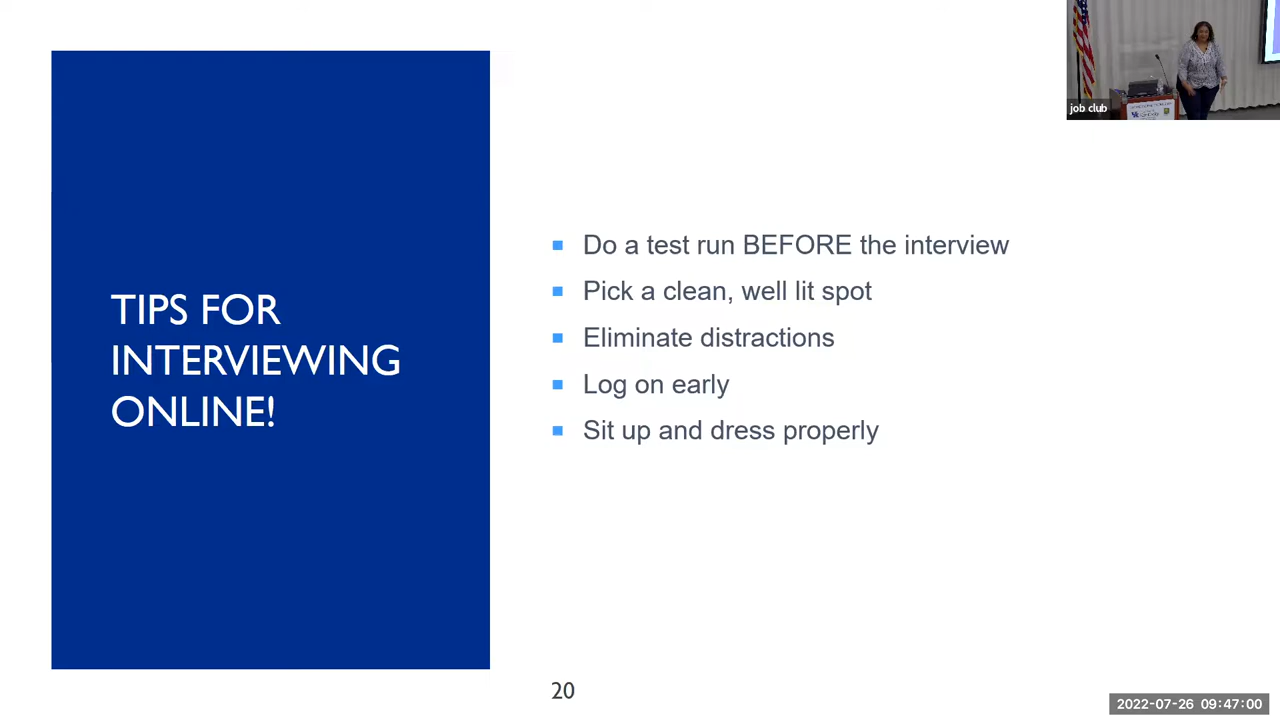 job club
TIPS FOR
INTERVIEWING
ONLINE!
Do a test run BEFORE the interview
Pick a clean, well lit spot
Eliminate distractions
Log on early
Sit up and dress properly
20
2022-07-26 09:47:00